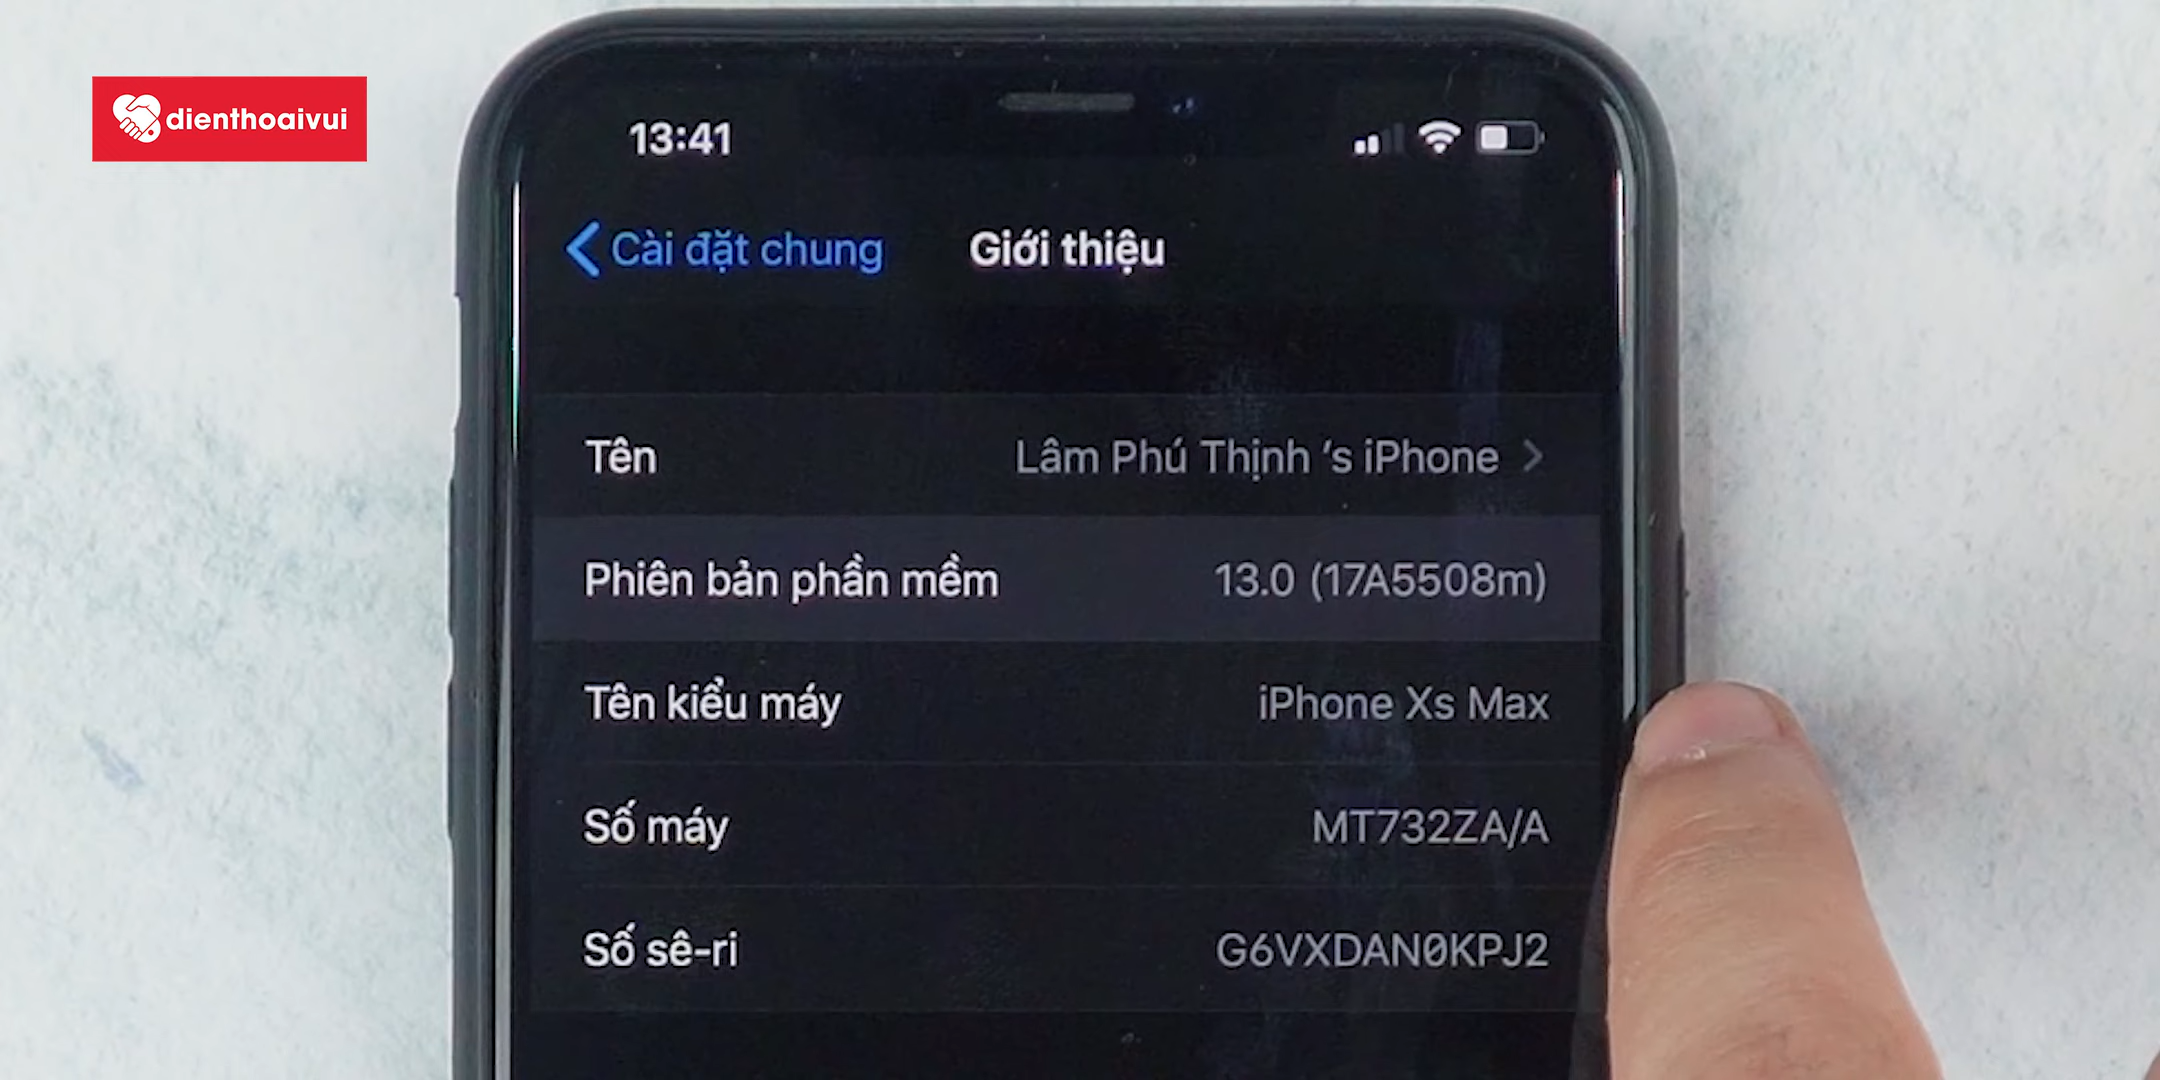 dienthoaivui
13:41
Cài đặt chung
Giới thiệu
Tên
Lâm Phú Thịnh ‘s iPhone
Phiên bản phần mềm
13.0 (17A5508m)
Tên kiểu máy
iPhone Xs Max
Số máy
MT732ZA/A
Số sê-ri
G6VXDAN0KPJ2